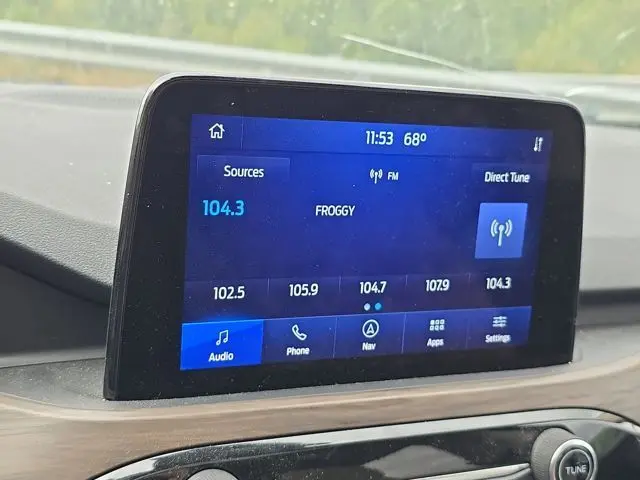 11:53 68°
Sources
FM
Direct Tune
104.3
FROGGY
102.5 105.9 104.7 107.9 104.3
Audio Phone Nav Apps Settings
TUNE